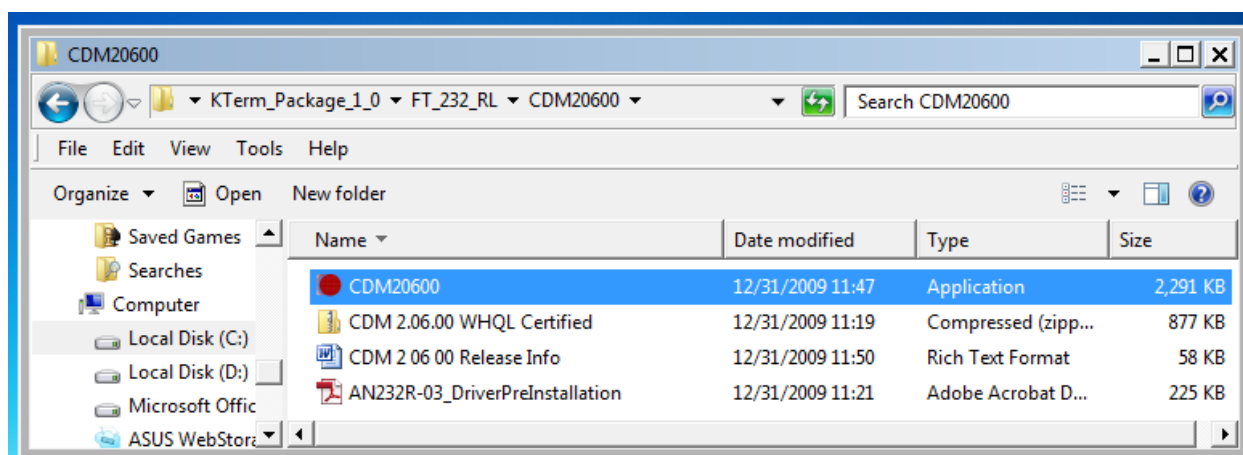 CDM20600
KTerm_Package_1_0 FT_232_RL CDM20600 Search CDM20600
File Edit View Tools Help
Organize Open New folder
Saved Games Name Date modified Type Size
Searches CDM20600 12/31/2009 11:47 Application 2,291 KB
Computer CDM 2.06.00 WHQL Certified 12/31/2009 11:19 Compressed (zipp... 877 KB
Local Disk (C:) CDM 2 06 00 Release Info 12/31/2009 11:50 Rich Text Format 58 KB
Local Disk (D:) AN232R-03_DriverPreInstallation 12/31/2009 11:21 Adobe Acrobat D... 225 KB
Microsoft Offic
ASUS WebStora